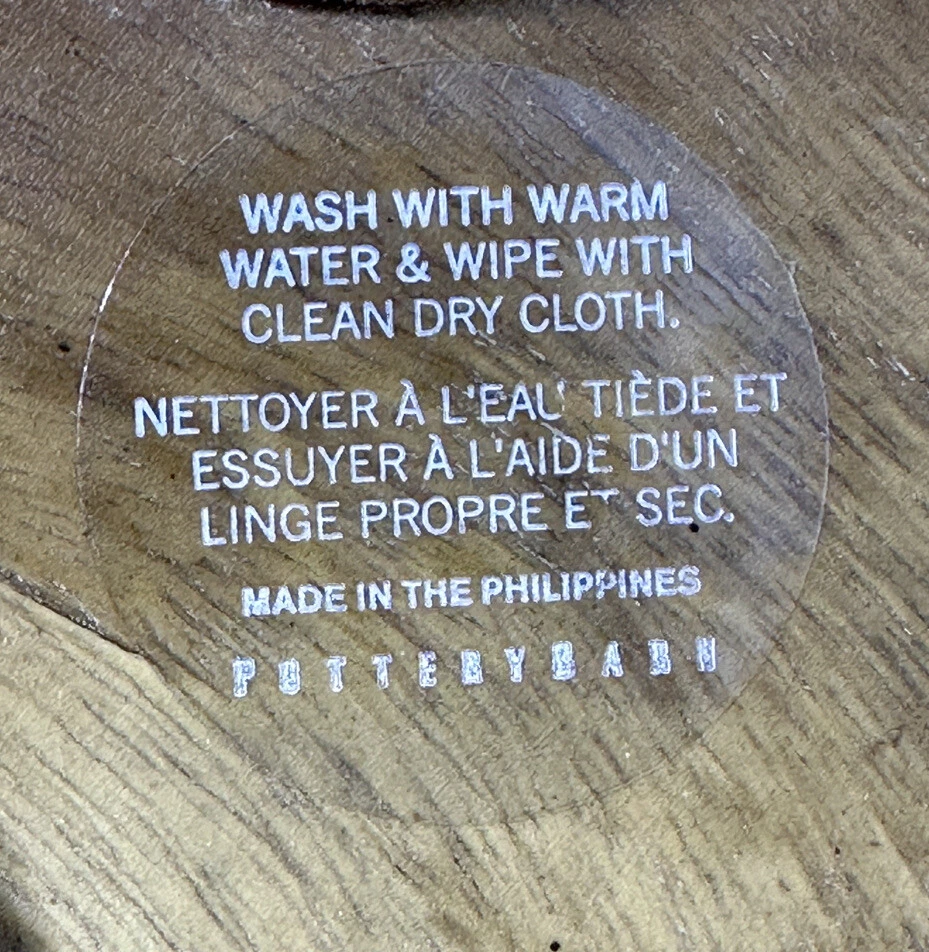 WASH WITH WARM
WATER & WIPE WITH
CLEAN DRY CLOTH.
NETTOYER À L'EAU TIÈDE ET
ESSUYER À L'AIDE D'UN
LINGE PROPRE ET SEC.
MADE IN THE PHILIPPINES
POTTERYBARN